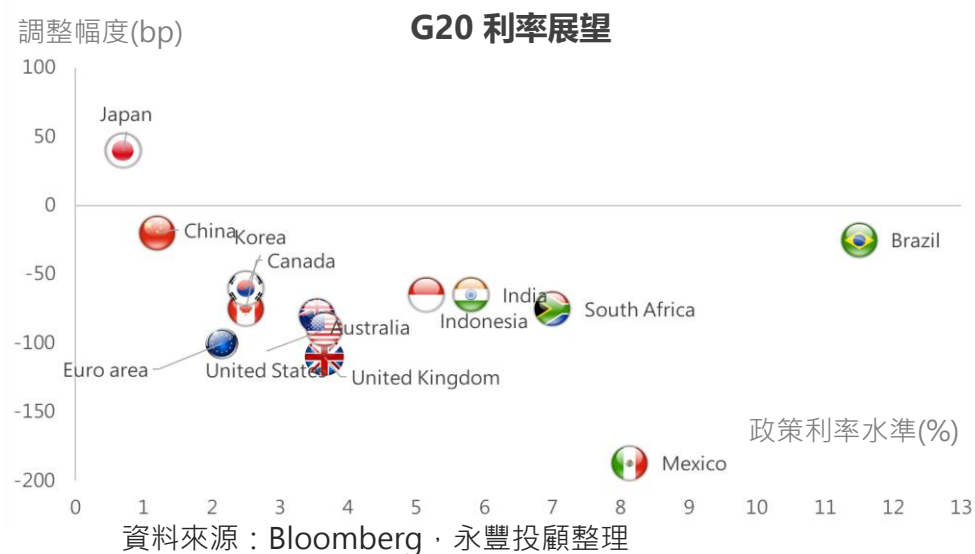 G20 利率展望
調整幅度(bp)
100
50
0
-50
-100
-150
-200
Japan
China
Korea
Canada
Euro area
United States
Australia
United Kingdom
Indonesia
India
South Africa
Brazil
Mexico
政策利率水準(%)
0 1 2 3 4 5 6 7 8 9 10 11 12 13
資料來源：Bloomberg，永豐投顧整理